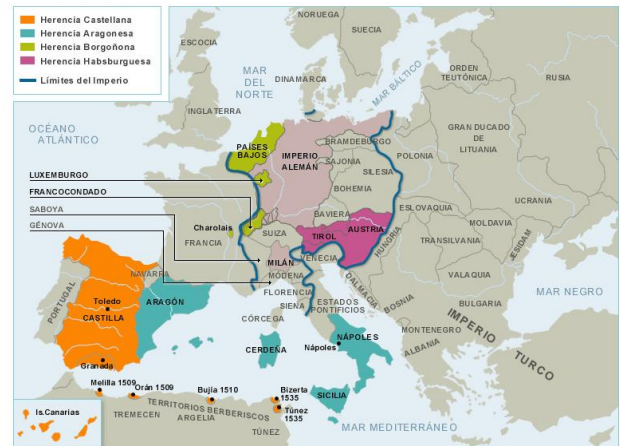 Herencia Castellana
Herencia Aragonesa
Herencia Borgoñona
Herencia Habsburguesa
Límites del Imperio
NORUEGA
SUECIA
ESCOCIA
MAR
DEL
NORTE
DINAMARCA
MAR BÁLTICO
ORDEN
TEUTÓNICA
RUSIA
INGLATERRA
OCÉANO
ATLÁNTICO
PAÍSES
BAJOS
IMPERIO
ALEMÁN
BRAMDEBURGO
SAJONIA
SILESIA
POLONIA
GRAN DUCADO
DE
LITUANIA
LUXEMBURGO
FRANCOCONDADO
SABOYA
GÉNOVA
BOHEMIA
BAVIERA
ESLOVAQUIA
UCRANIA
Charolais
FRANCIA
SUIZA
TIROL
AUSTRIA
HUNGRIA
MOLDAVIA
JESIDAM
TRANSILVANIA
MILÁN
VENECIA
MÓDENA
FLORENCIA
SIENA
DALMACIA
BOSNIA
VALAQUIA
BULGARIA
MAR NEGRO
NAVARRA
PORTUGAL
Toledo
CASTILLA
ARAGÓN
CÓRCEGA
ESTADOS
PONTIFICIOS
MONTENEGRO
ALBANIA
IMPERIO
TURCO
CERDEÑA
NÁPOLES
Nápoles
Granada
Melilla 1509
Orán 1509
Bujía 1510
Bizerta
1535
Túnez
1535
SICILIA
Is.Canarias
TREMECEN
TERRITORIOS BERBERISCOS
ARGELIA
TÚNEZ
MAR MEDITERRÁNEO